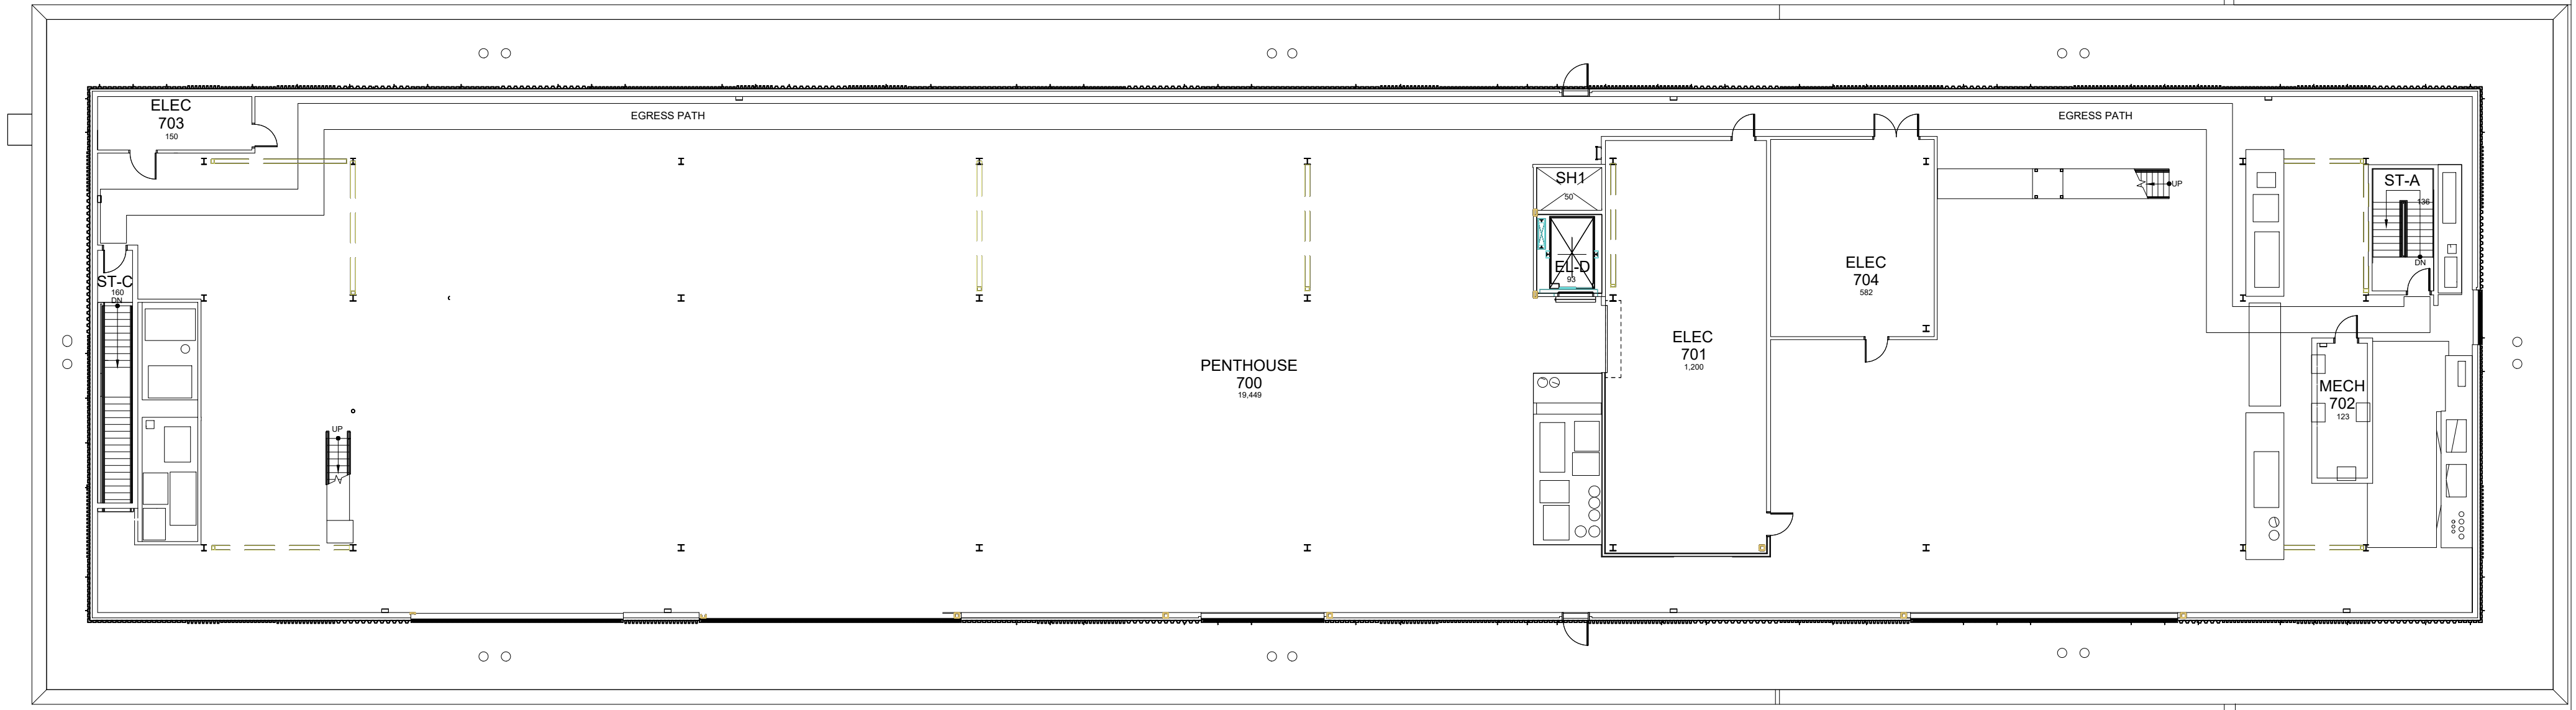 ELEC
703
150
EGRESS PATH
EGRESS PATH
SH1
50
EL-D
93
ELEC
704
582
UP
ST-A
136
DN
ST-C
160
DN
ELEC
701
1,200
PENTHOUSE
700
19,449
MECH
702
123
UP